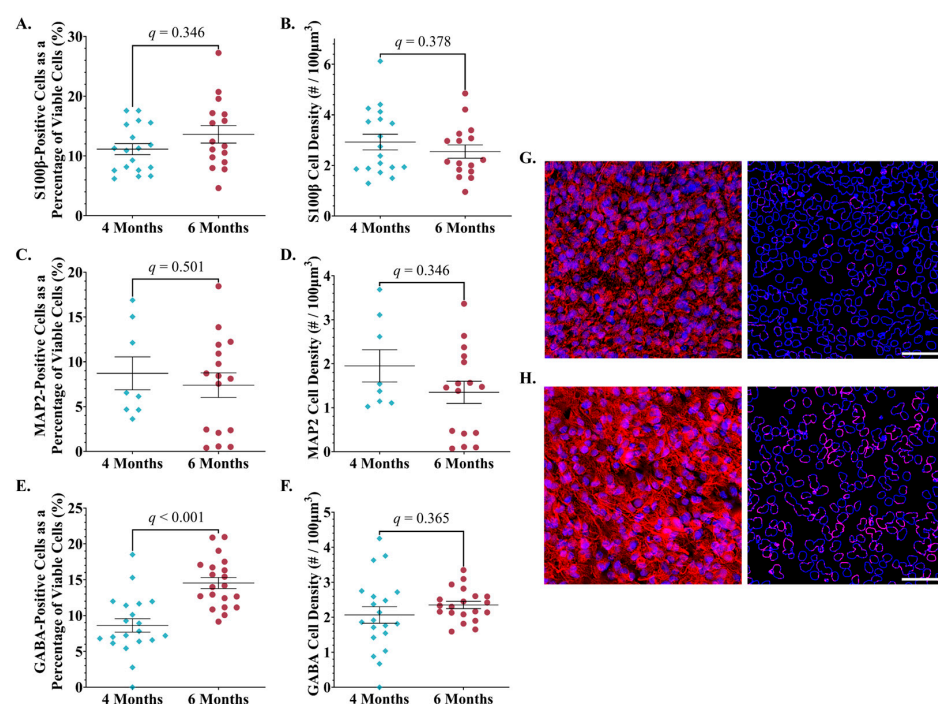 A.
S100β-Positive Cells as a
Percentage of Viable Cells (%)
30
20
10
0
q = 0.346
4 Months
6 Months
B.
S100β Cell Density (# / 100μm³)
6
4
2
0
q = 0.378
4 Months
6 Months
C.
MAP2-Positive Cells as a
Percentage of Viable Cells (%)
20
15
10
5
0
q = 0.501
4 Months
6 Months
D.
MAP2 Cell Density (# / 100μm³)
4
3
2
1
0
q = 0.346
4 Months
6 Months
E.
GABA-Positive Cells as a
Percentage of Viable Cells (%)
25
20
15
10
5
0
q < 0.001
4 Months
6 Months
F.
GABA Cell Density (# / 100μm³)
5
4
3
2
1
0
q = 0.365
4 Months
6 Months
G.
H.